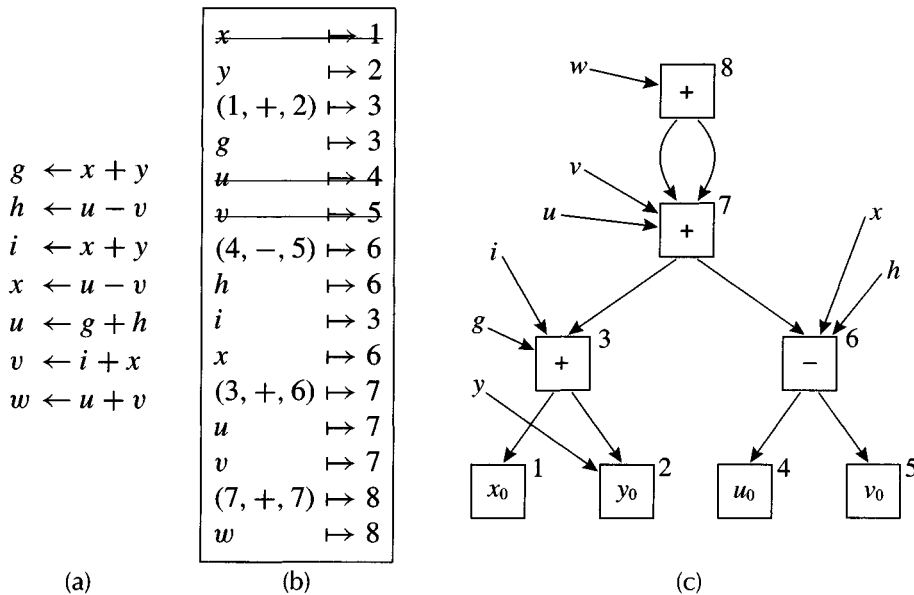 g ← x + y
h ← u − v
i ← x + y
x ← u − v
u ← g + h
v ← i + x
w ← u + v
(a)
x ↦ 1
y ↦ 2
(1, +, 2) ↦ 3
g ↦ 3
u ↦ 4
v ↦ 5
(4, −, 5) ↦ 6
h ↦ 6
i ↦ 3
x ↦ 6
(3, +, 6) ↦ 7
u ↦ 7
v ↦ 7
(7, +, 7) ↦ 8
w ↦ 8
(b)
w
8
+
v
u
7
+
x
i
h
g
3
+
6
−
y
1
x₀
2
y₀
4
u₀
5
v₀
(c)